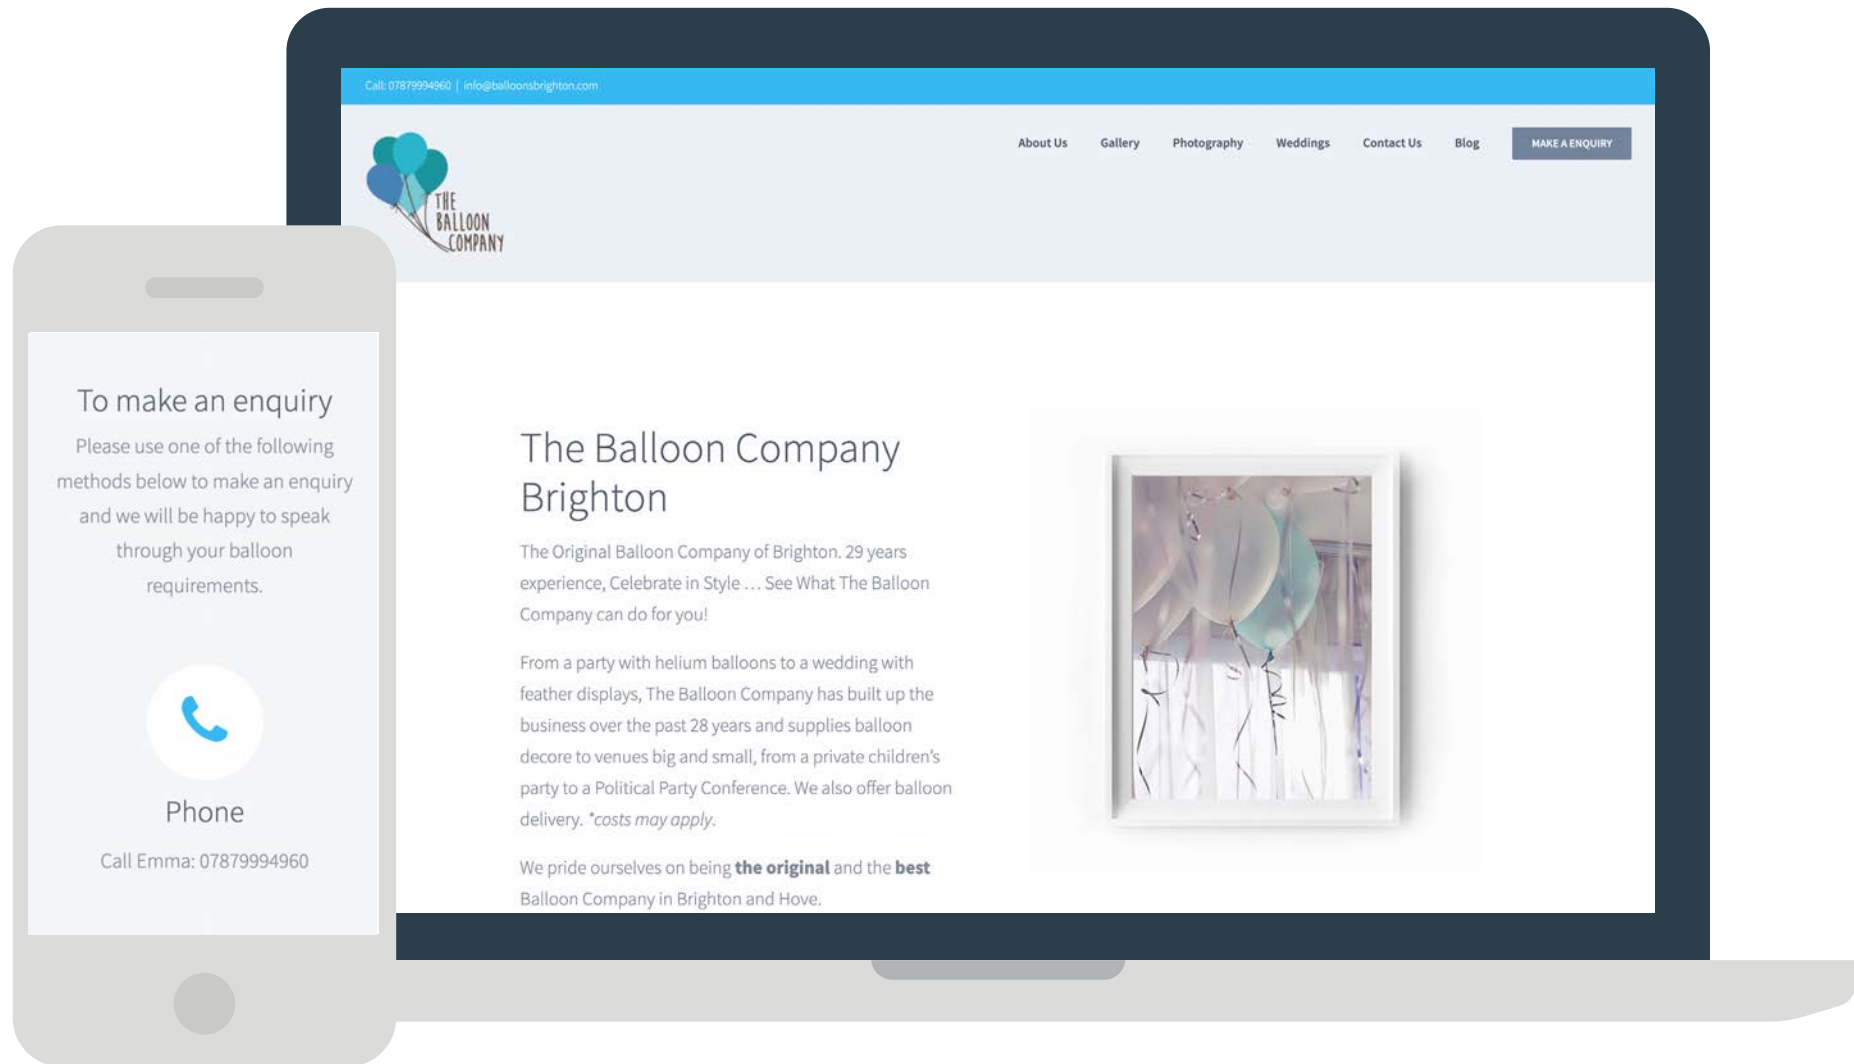 Call: 07879994960 | info@balloonsbrighton.com
THE
BALLOON
COMPANY
About Us Gallery Photography Weddings Contact Us Blog MAKE A ENQUIRY
The Balloon Company
Brighton
The Original Balloon Company of Brighton. 29 years
experience, Celebrate in Style … See What The Balloon
Company can do for you!
From a party with helium balloons to a wedding with
feather displays, The Balloon Company has built up the
business over the past 28 years and supplies balloon
decore to venues big and small, from a private children’s
party to a Political Party Conference. We also offer balloon
delivery. *costs may apply.
We pride ourselves on being the original and the best
Balloon Company in Brighton and Hove.
To make an enquiry
Please use one of the following
methods below to make an enquiry
and we will be happy to speak
through your balloon
requirements.
Phone
Call Emma: 07879994960